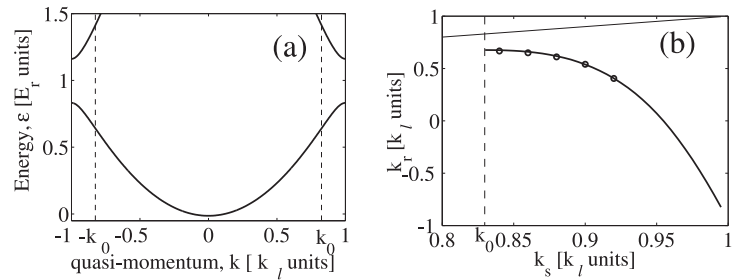 (a)
Energy, ε [E_r units]
1.5
1
0.5
0
-1 -k_0 -0.5 0 0.5 k_0 1
quasi-momentum, k [ k_l units]
(b)
k_r [k_l units]
1
0.5
0
-0.5
-1
0.8 k_0 0.85 0.9 0.95 1
k_s [k_l units]